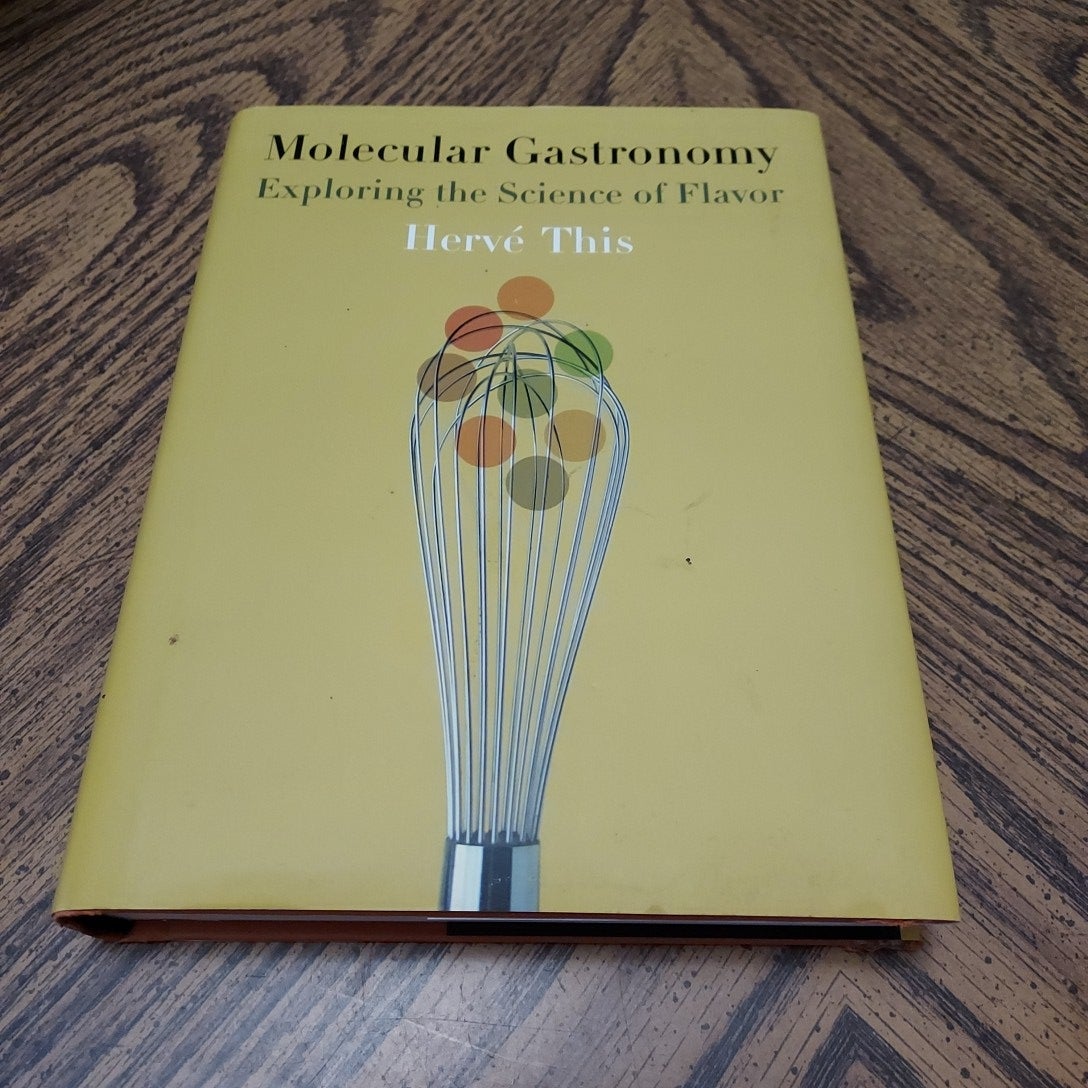 Molecular Gastronomy
Exploring the Science of Flavor
Hervé This